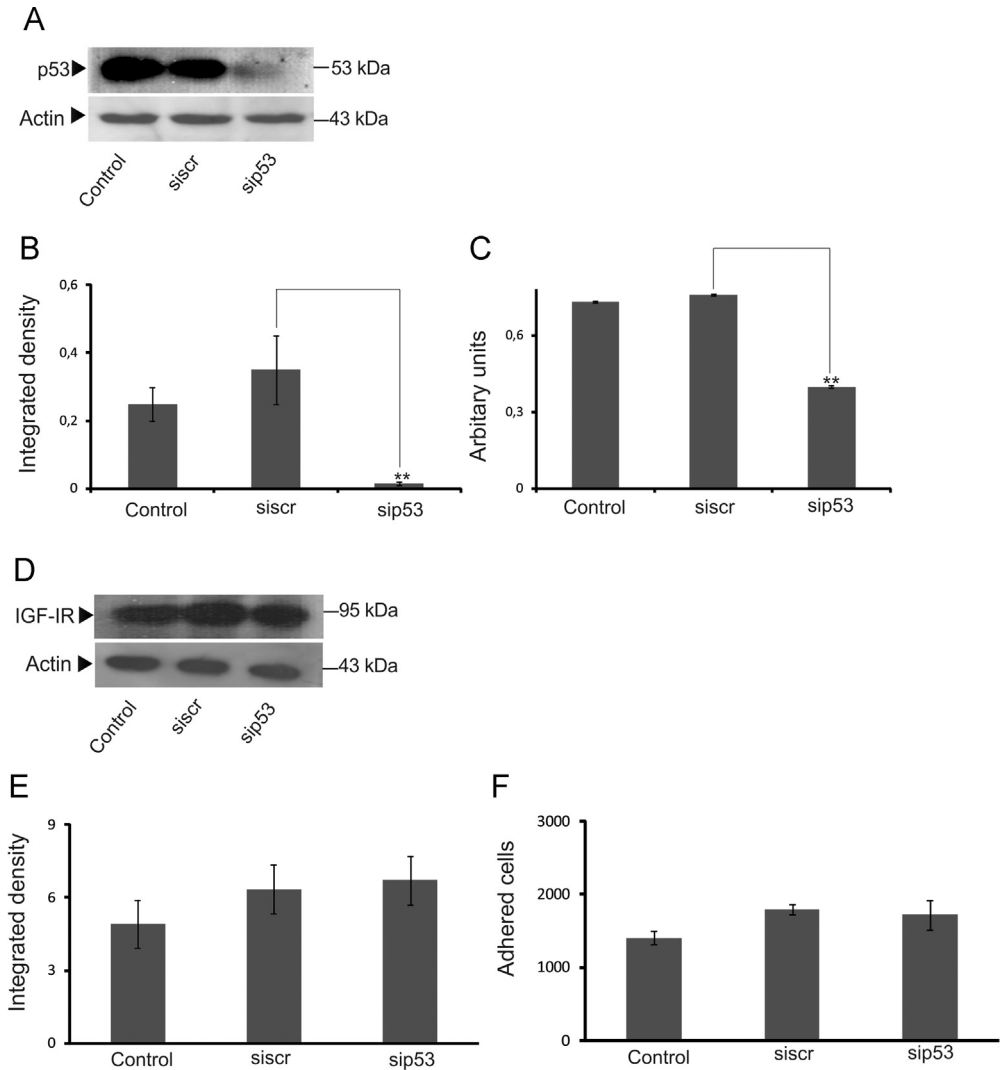 A
p53
53 kDa
Actin
43 kDa
Control
siscr
sip53
B
Integrated density
0,6
0,4
0,2
0
**
Control
siscr
sip53
C
Arbitary units
0,6
0,3
0
**
Control
siscr
sip53
D
IGF-IR
95 kDa
Actin
43 kDa
Control
siscr
sip53
E
Integrated density
9
6
3
0
Control
siscr
sip53
F
Adhered cells
3000
2000
1000
0
Control
siscr
sip53